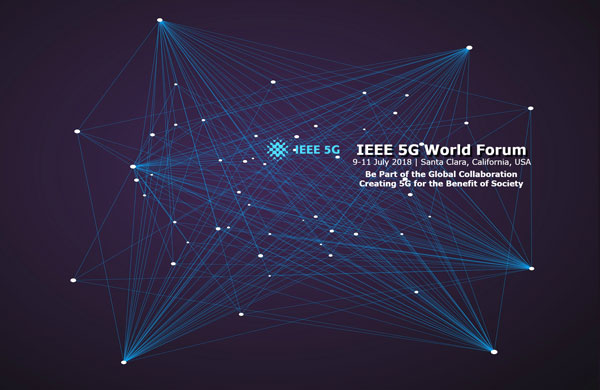 IEEE 5G
IEEE 5G World Forum
9-11 July 2018 | Santa Clara, California, USA
Be Part of the Global Collaboration
Creating 5G for the Benefit of Society